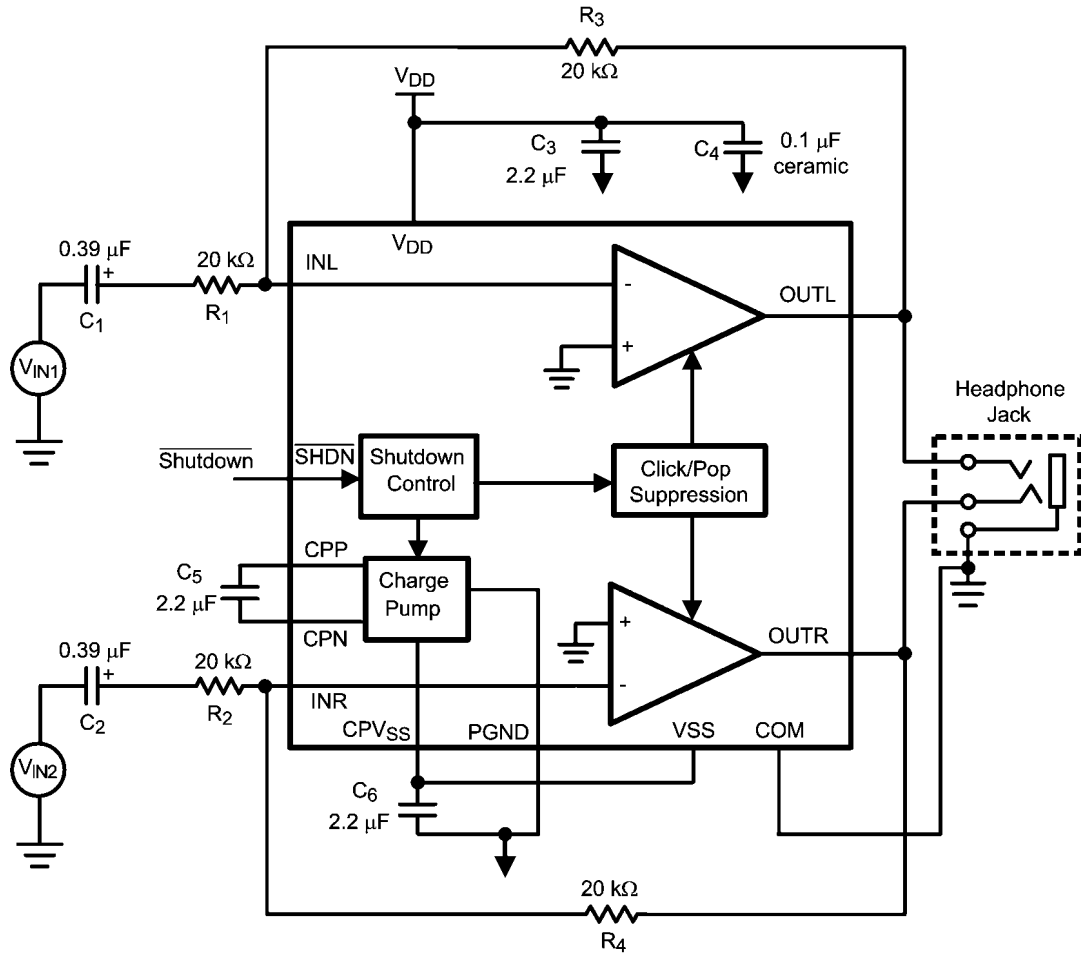 R3
20 kΩ
VDD
C3
2.2 μF
C4
0.1 μF
ceramic
0.39 μF
+
C1
20 kΩ
R1
INL
VDD
-
+
OUTL
VIN1
Headphone
Jack
Shutdown
SHDN
Shutdown
Control
Click/Pop
Suppression
CPP
C5
2.2 μF
CPN
Charge
Pump
+
-
OUTR
0.39 μF
+
C2
20 kΩ
R2
INR
CPVSS
PGND
VSS
COM
VIN2
C6
2.2 μF
20 kΩ
R4